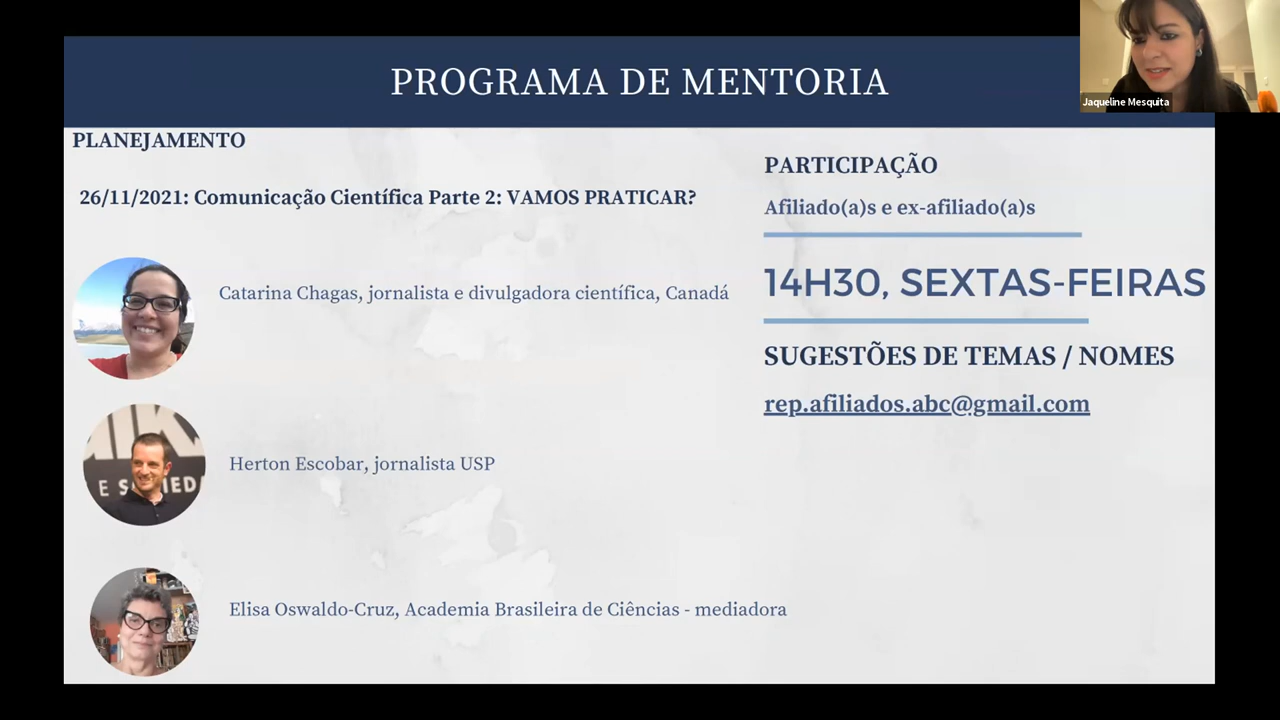 PROGRAMA DE MENTORIA
Jaqueline Mesquita
PLANEJAMENTO
26/11/2021: Comunicação Científica Parte 2: VAMOS PRATICAR?
Catarina Chagas, jornalista e divulgadora científica, Canadá
Herton Escobar, jornalista USP
Elisa Oswaldo-Cruz, Academia Brasileira de Ciências - mediadora
PARTICIPAÇÃO
Afiliado(a)s e ex-afiliado(a)s
14H30, SEXTAS-FEIRAS
SUGESTÕES DE TEMAS / NOMES
rep.afiliados.abc@gmail.com